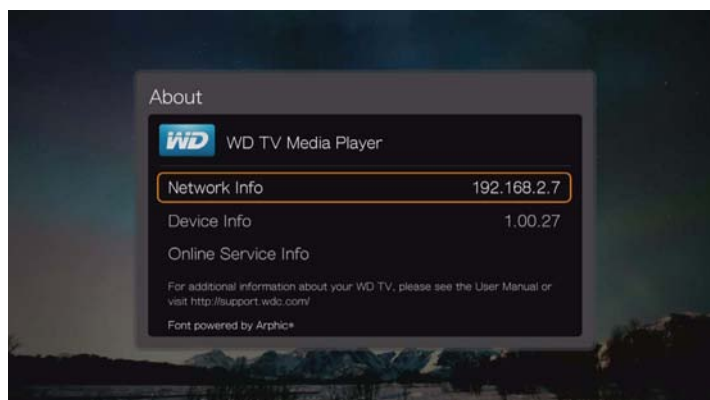 About
WD WD TV Media Player
Network Info 192.168.2.7
Device Info 1.00.27
Online Service Info
For additional information about your WD TV, please see the User Manual or
visit http://support.wdc.com/
Font powered by Arphic®